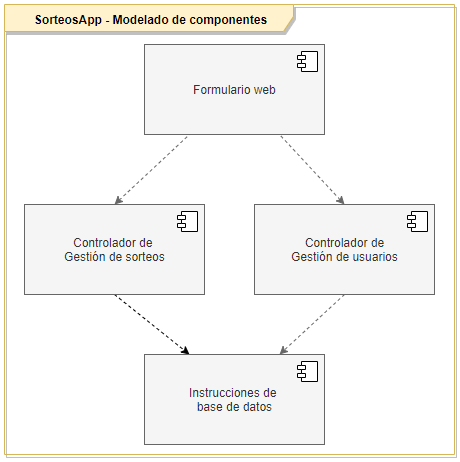 SorteosApp - Modelado de componentes
Formulario web
Controlador de
Gestión de sorteos
Controlador de
Gestión de usuarios
Instrucciones de
base de datos